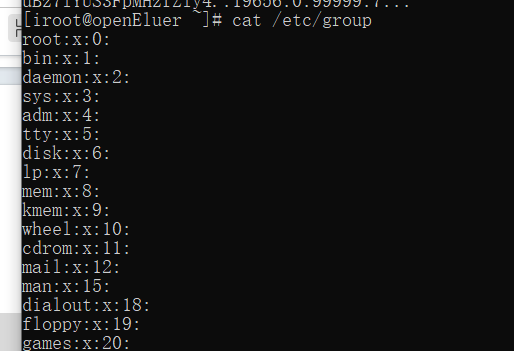 [iroot@openEluer ~]# cat /etc/group
root:x:0:
bin:x:1:
daemon:x:2:
sys:x:3:
adm:x:4:
tty:x:5:
disk:x:6:
lp:x:7:
mem:x:8:
kmem:x:9:
wheel:x:10:
cdrom:x:11:
mail:x:12:
man:x:15:
dialout:x:18:
floppy:x:19:
games:x:20: